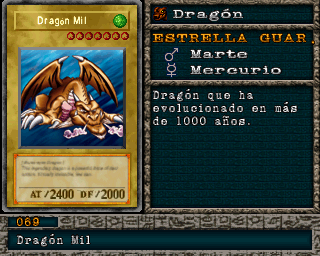 Dragón Mil
AT/2400 DF/2000
Dragón
ESTRELLA GUAR.
Marte
Mercurio
Dragón que ha
evolucionado en más
de 1000 años.
069
Dragón Mil